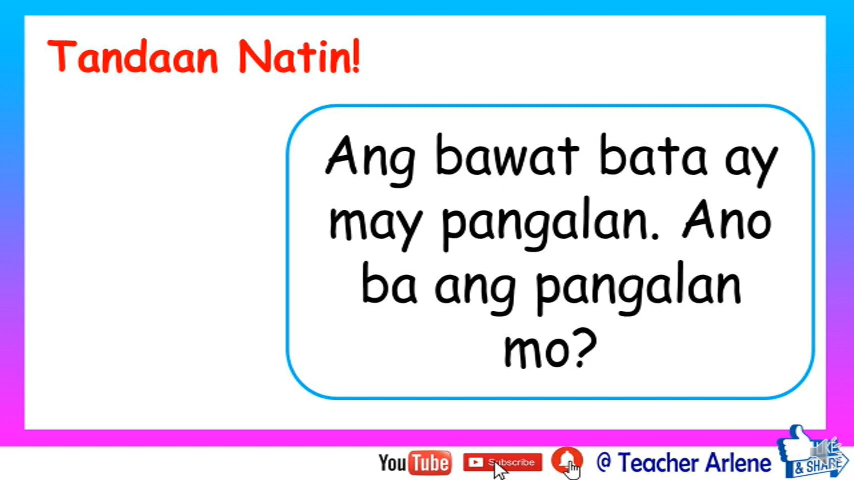 Tandaan Natin!
Ang bawat bata ay
may pangalan. Ano
ba ang pangalan
mo?
YouTube Subscribe @ Teacher Arlene LIKE
& SHARE